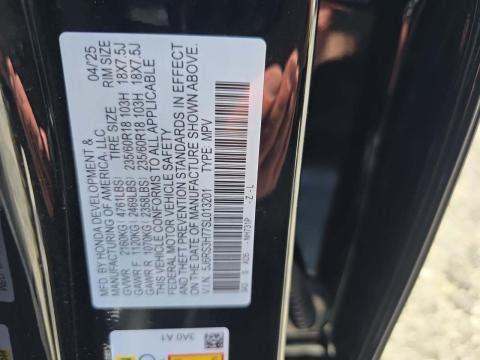 MFD. BY HONDA DEVELOPMENT & 04/'25
MANUFACTURING OF AMERICA, LLC
TIRE SIZE RIM SIZE
GVWR 2160KG( 4761LBS)
GAWR F 1120KG( 2469LBS) 235/60R18 103H 18X7.5J
GAWR R 1070KG( 2358LBS) 235/60R18 103H 18X7.5J
THIS VEHICLE CONFORMS TO ALL APPLICABLE
FEDERAL MOTOR VEHICLE SAFETY
AND THEFT PREVENTION STANDARDS IN EFFECT
ON THE DATE OF MANUFACTURE SHOWN ABOVE.
V.I.N. TYPE MPV
3A0 A1